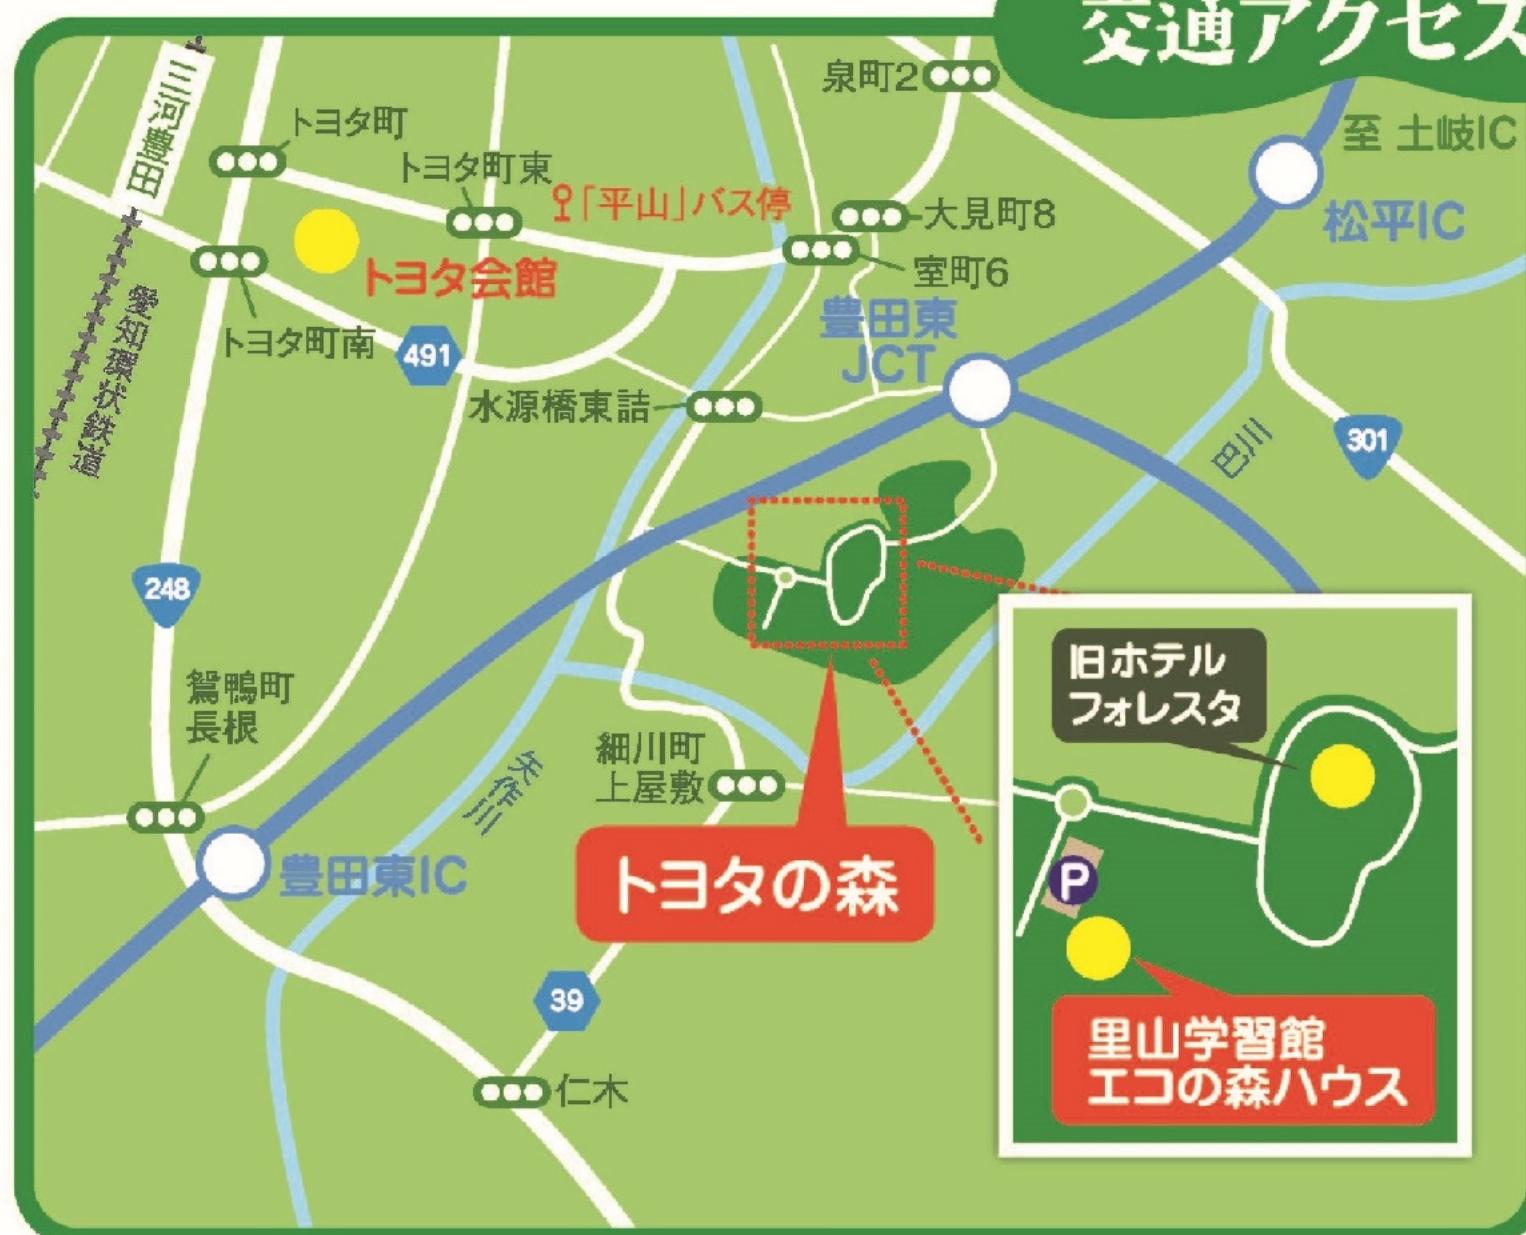 交通アクセス
泉町2
至 土岐IC
三河豊田
トヨタ町
トヨタ町東
「平山」バス停
大見町8
松平IC
室町6
トヨタ会館
愛知環状鉄道
トヨタ町南
491
豊田東
JCT
水源橋東詰
301
巴川
248
旧ホテル
フォレスタ
鴛鴨町
長根
細川町
上屋敷
矢作川
豊田東IC
トヨタの森
P
39
里山学習館
エコの森ハウス
仁木